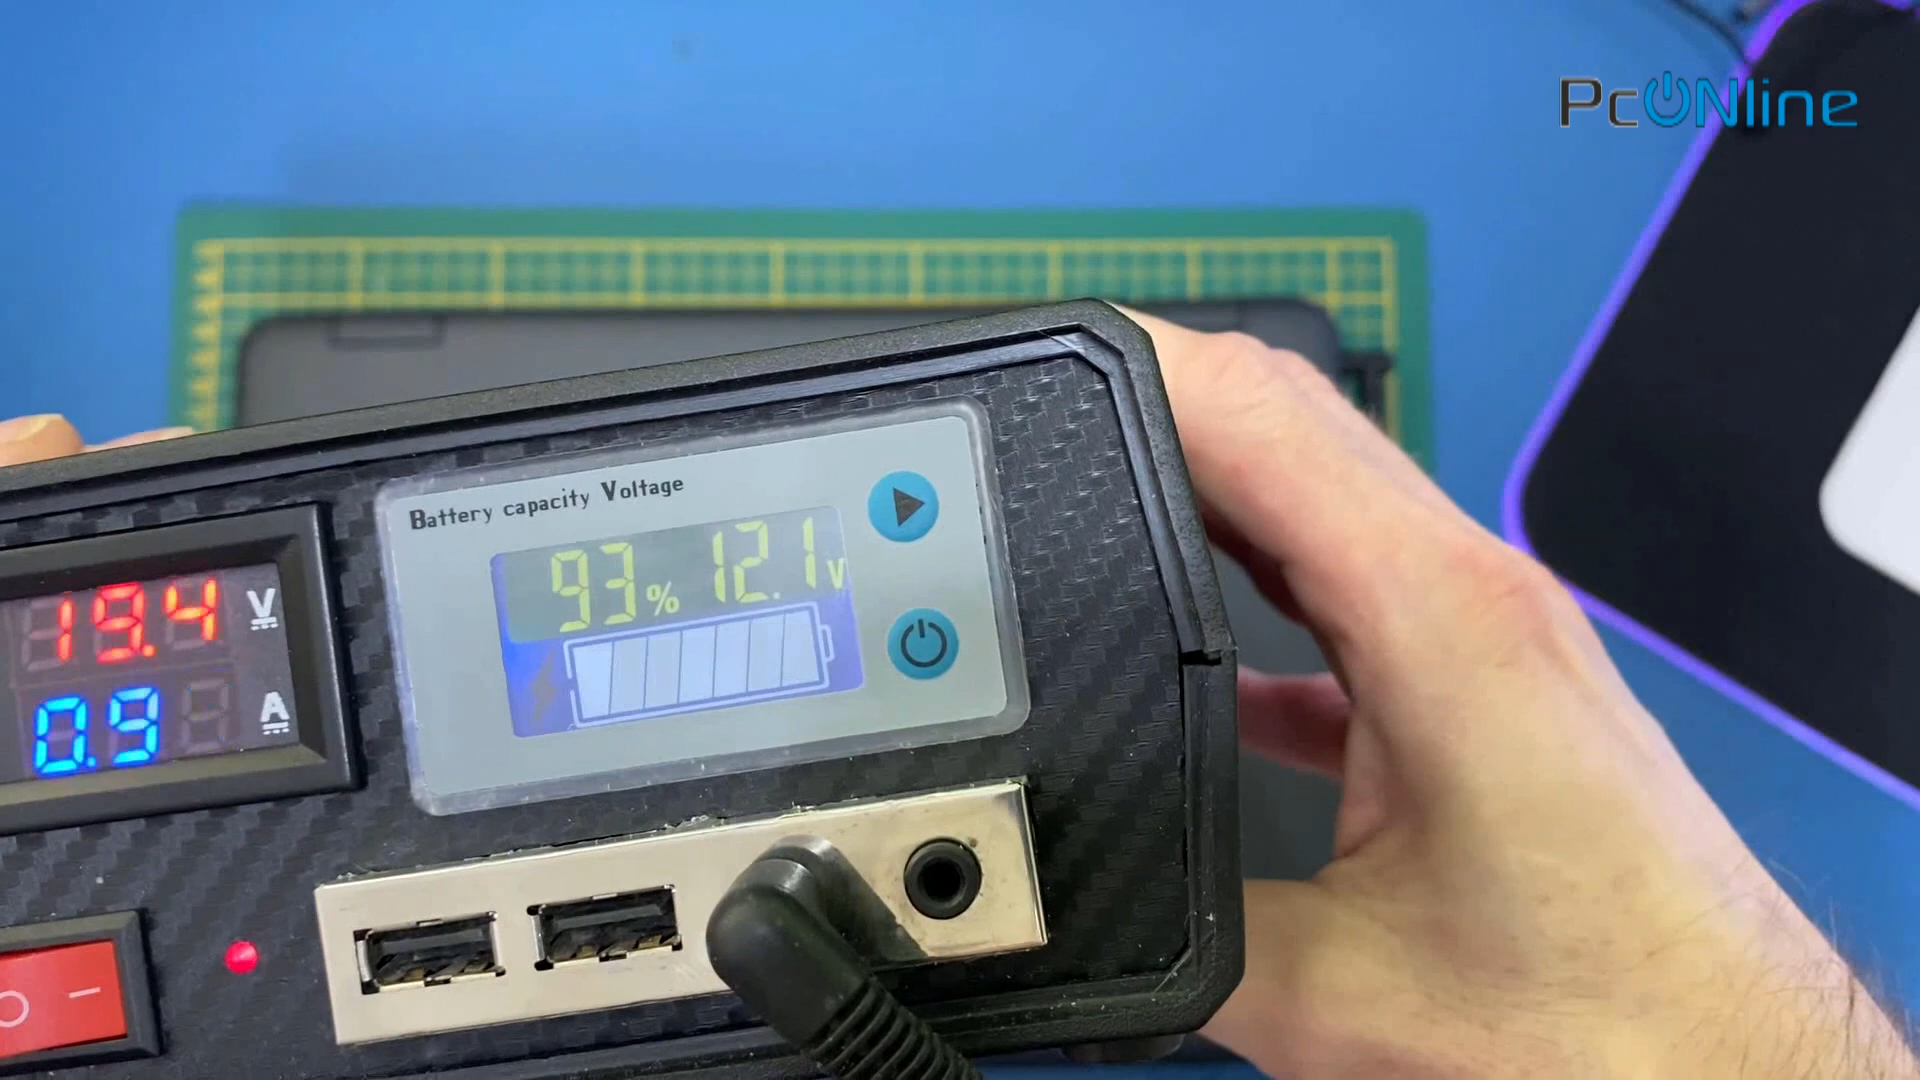 PcONline
Battery capacity Voltage
93% 12.1V
19.4 V
0.9 A